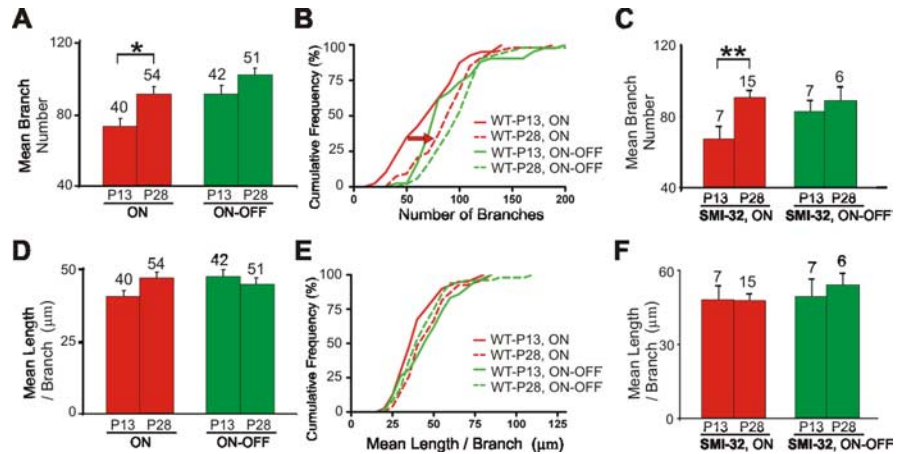 A
Mean Branch
Number
120
80
40
*
40
54
42
51
P13 P28
ON
P13 P28
ON-OFF
B
Cumulative Frequency (%)
100
75
50
25
0
WT-P13, ON
WT-P28, ON
WT-P13, ON-OFF
WT-P28, ON-OFF
0 50 100 150 200
Number of Branches
C
Mean Branch
Number
120
80
40
**
7
15
7
6
P13 P28
SMI-32, ON
P13 P28
SMI-32, ON-OFF
D
Mean Length
/ Branch (μm)
50
25
0
40
54
42
51
P13 P28
ON
P13 P28
ON-OFF
E
Cumulative Frequency (%)
100
75
50
25
0
WT-P13, ON
WT-P28, ON
WT-P13, ON-OFF
WT-P28, ON-OFF
0 25 50 75 100 125
Mean Length / Branch (μm)
F
Mean Length
/ Branch (μm)
60
30
0
7
15
7
6
P13 P28
SMI-32, ON
P13 P28
SMI-32, ON-OFF